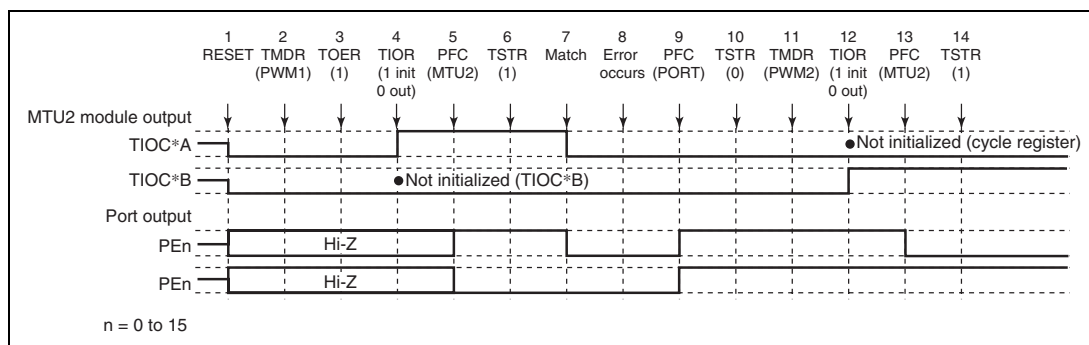 1 2 3 4 5 6 7 8 9 10 11 12 13 14
RESET TMDR TOER TIOR PFC TSTR Match Error PFC TSTR TMDR TIOR PFC TSTR
(PWM1) (1) (1 init (MTU2) (1) occurs (PORT) (0) (PWM2) (1 init (MTU2) (1)
0 out) 0 out)
MTU2 module output
TIOC*A ●Not initialized (cycle register)
TIOC*B ●Not initialized (TIOC*B)
Port output
PEn Hi-Z
PEn Hi-Z
n = 0 to 15